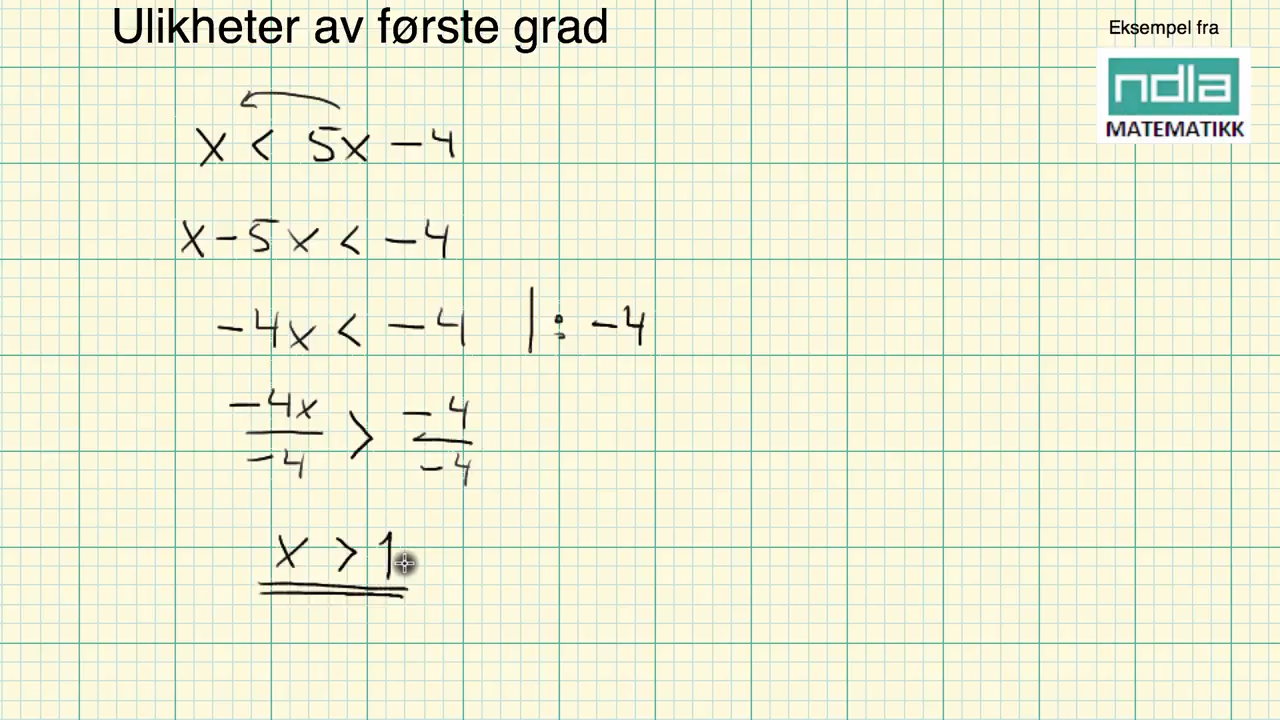 Ulikheter av første grad
Eksempel fra
ndla
MATEMATIKK
x < 5x - 4
x - 5x < -4
-4x < -4 | : -4
-4x/-4 > -4/-4
x > 1